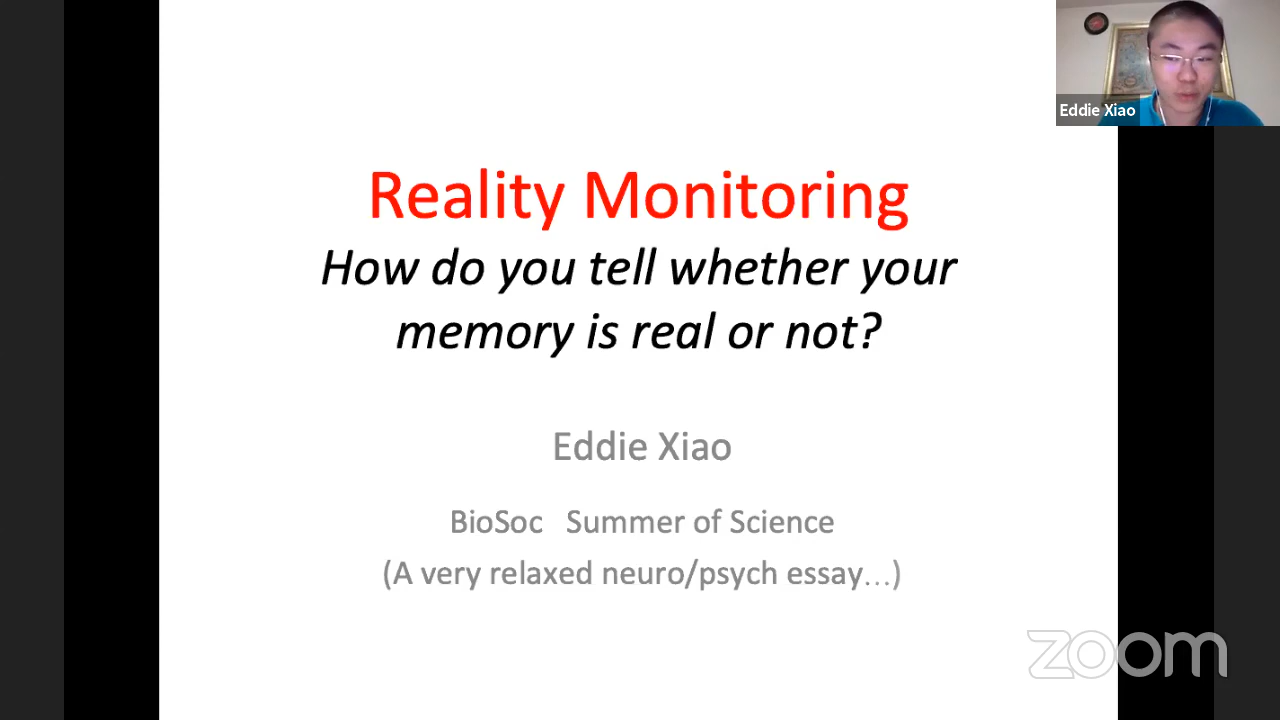 Eddie Xiao
Reality Monitoring
How do you tell whether your
memory is real or not?
Eddie Xiao
BioSoc Summer of Science
(A very relaxed neuro/psych essay...)
zoom